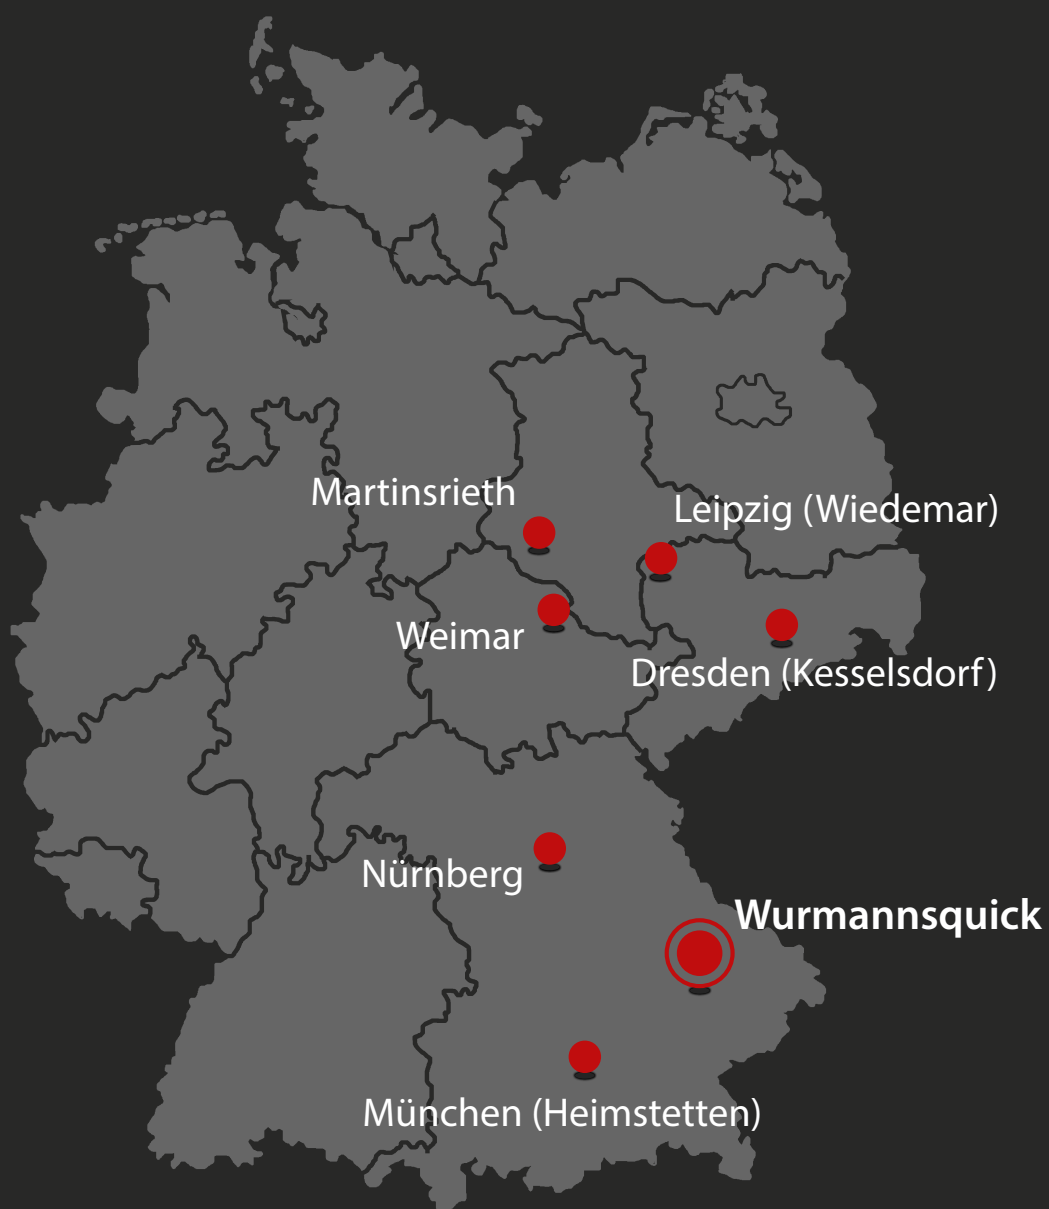 Martinsrieth
Leipzig (Wiedemar)
Weimar
Dresden (Kesselsdorf)
Nürnberg
Wurmannsquick
München (Heimstetten)